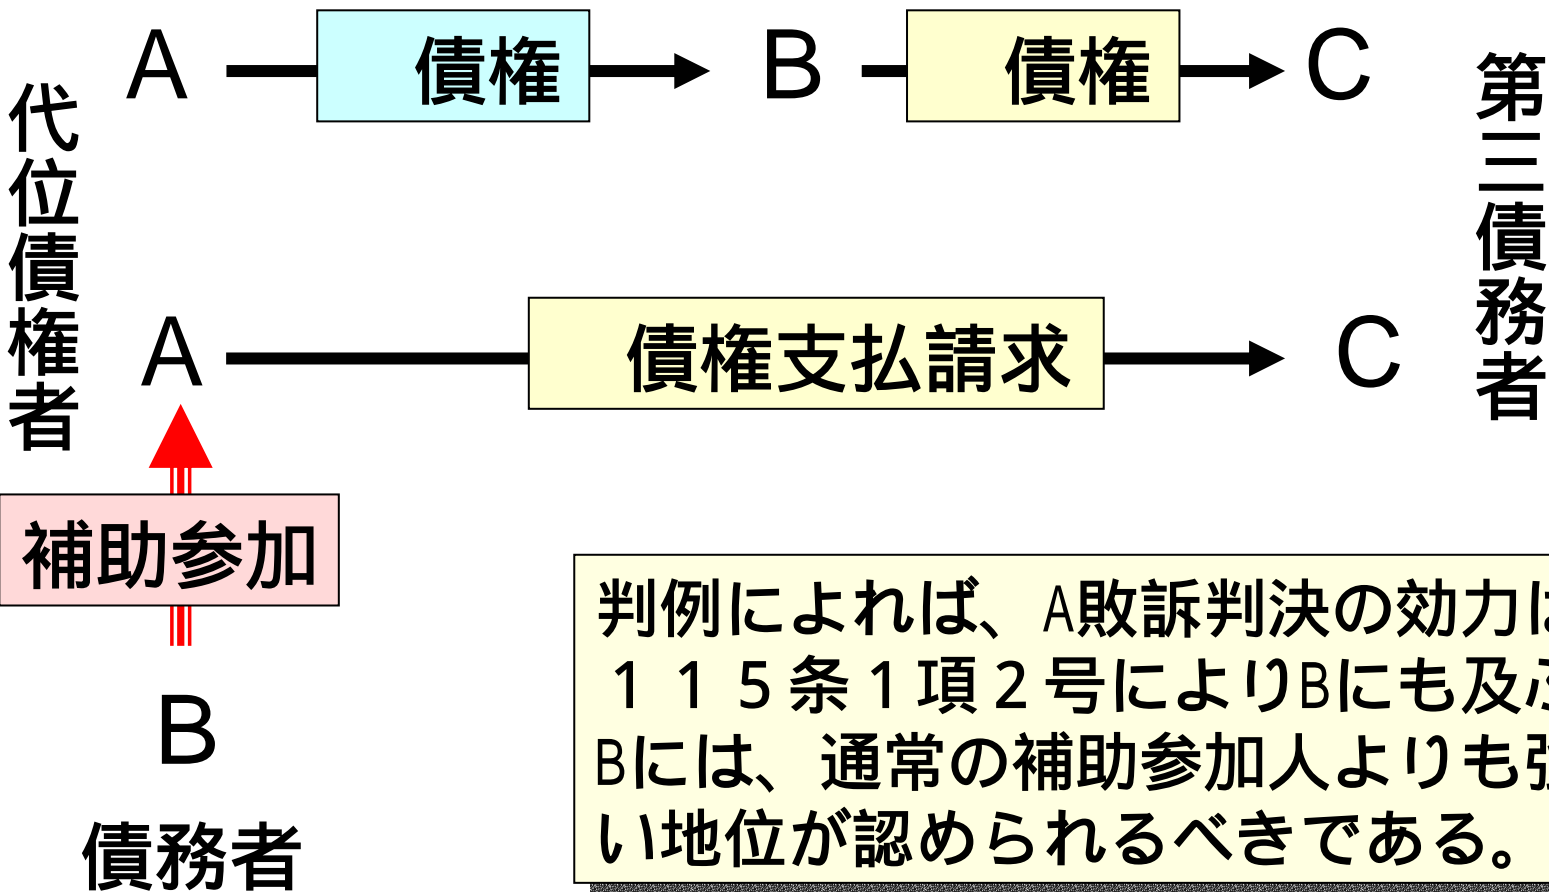 A 債権 B 債権 C
代位債権者
第三債務者
A 債権支払請求 C
補助参加
B
債務者
判例によれば、A敗訴判決の効力は
115条1項2号によりBにも及ぶ
Bには、通常の補助参加人よりも強
い地位が認められるべきである。